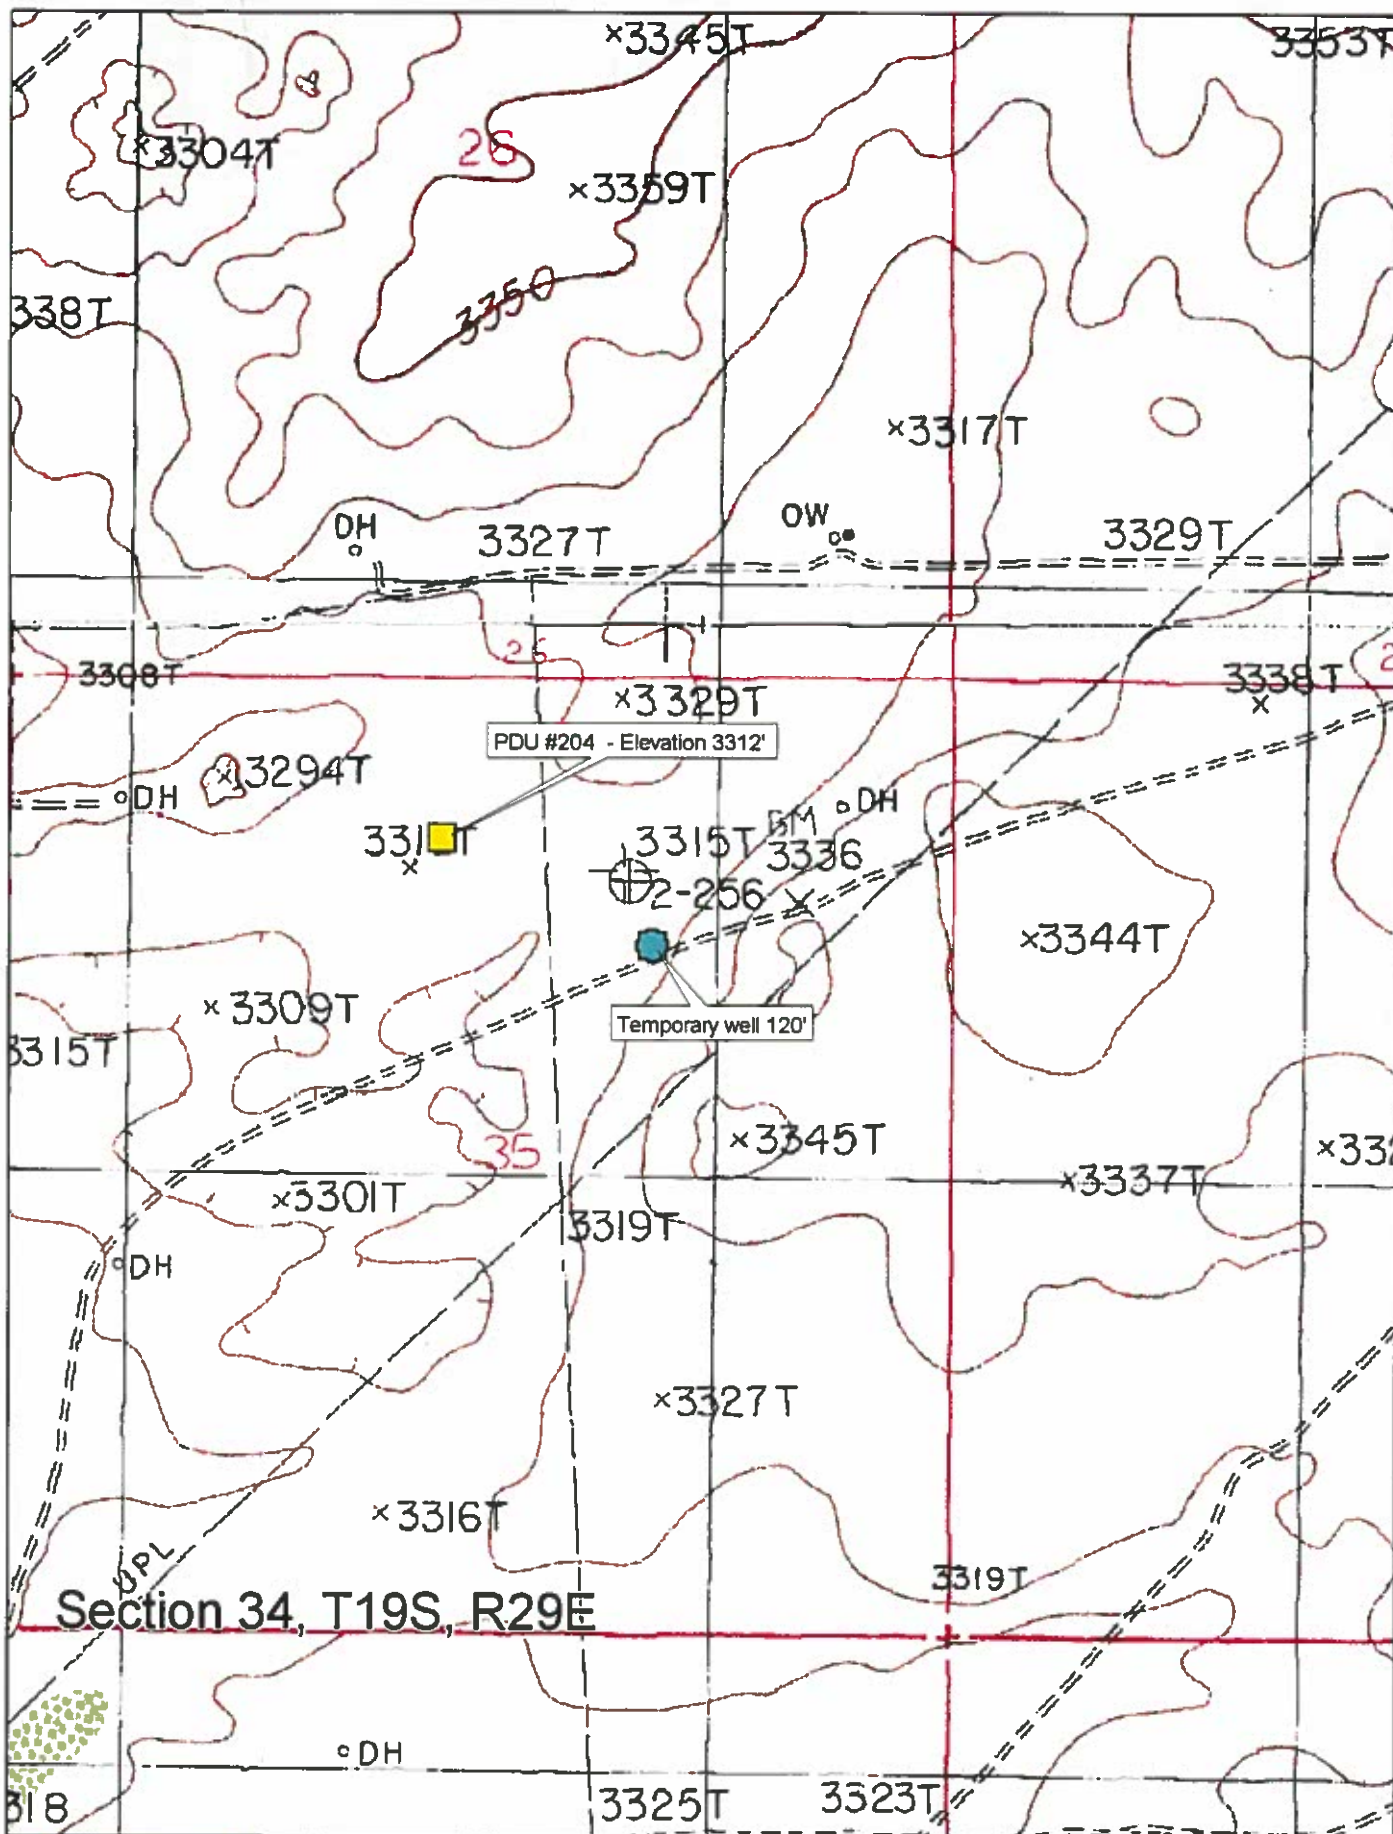 ×3345T
3353T
×3304T
26
×3359T
338T
3350
×3317T
DH
3327T
OW
3329T
26
3308T
×3329T
3338T
×
PDU #204 - Elevation 3312'
×3294T
DH
DH
BM
3336
3315T
2-256
×3344T
×3309T
Temporary well 120'
3315T
×3345T
35
×3337T
×3301T
3319T
DH
×3327T
×3316T
PL
3319T
Section 34, T19S, R29E
DH
318
3325T
3323T